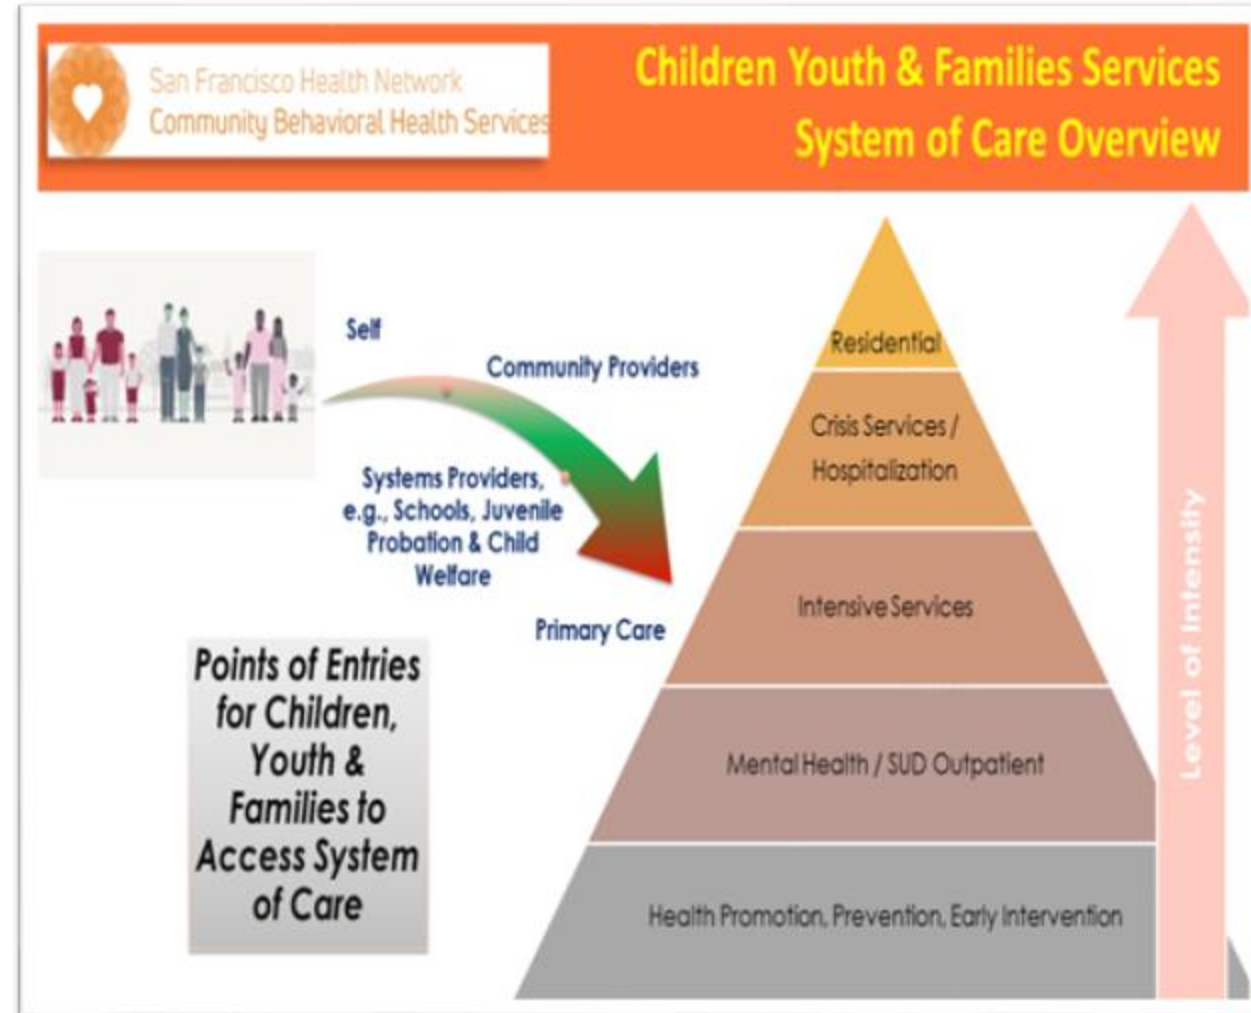 San Francisco Health Network
Community Behavioral Health Services
Children Youth & Families Services
System of Care Overview
Self
Community Providers
Systems Providers,
e.g., Schools, Juvenile
Probation & Child
Welfare
Primary Care
Points of Entries
for Children,
Youth &
Families to
Access System
of Care
Residential
Crisis Services /
Hospitalization
Intensive Services
Mental Health / SUD Outpatient
Health Promotion, Prevention, Early Intervention
Level of Intensity